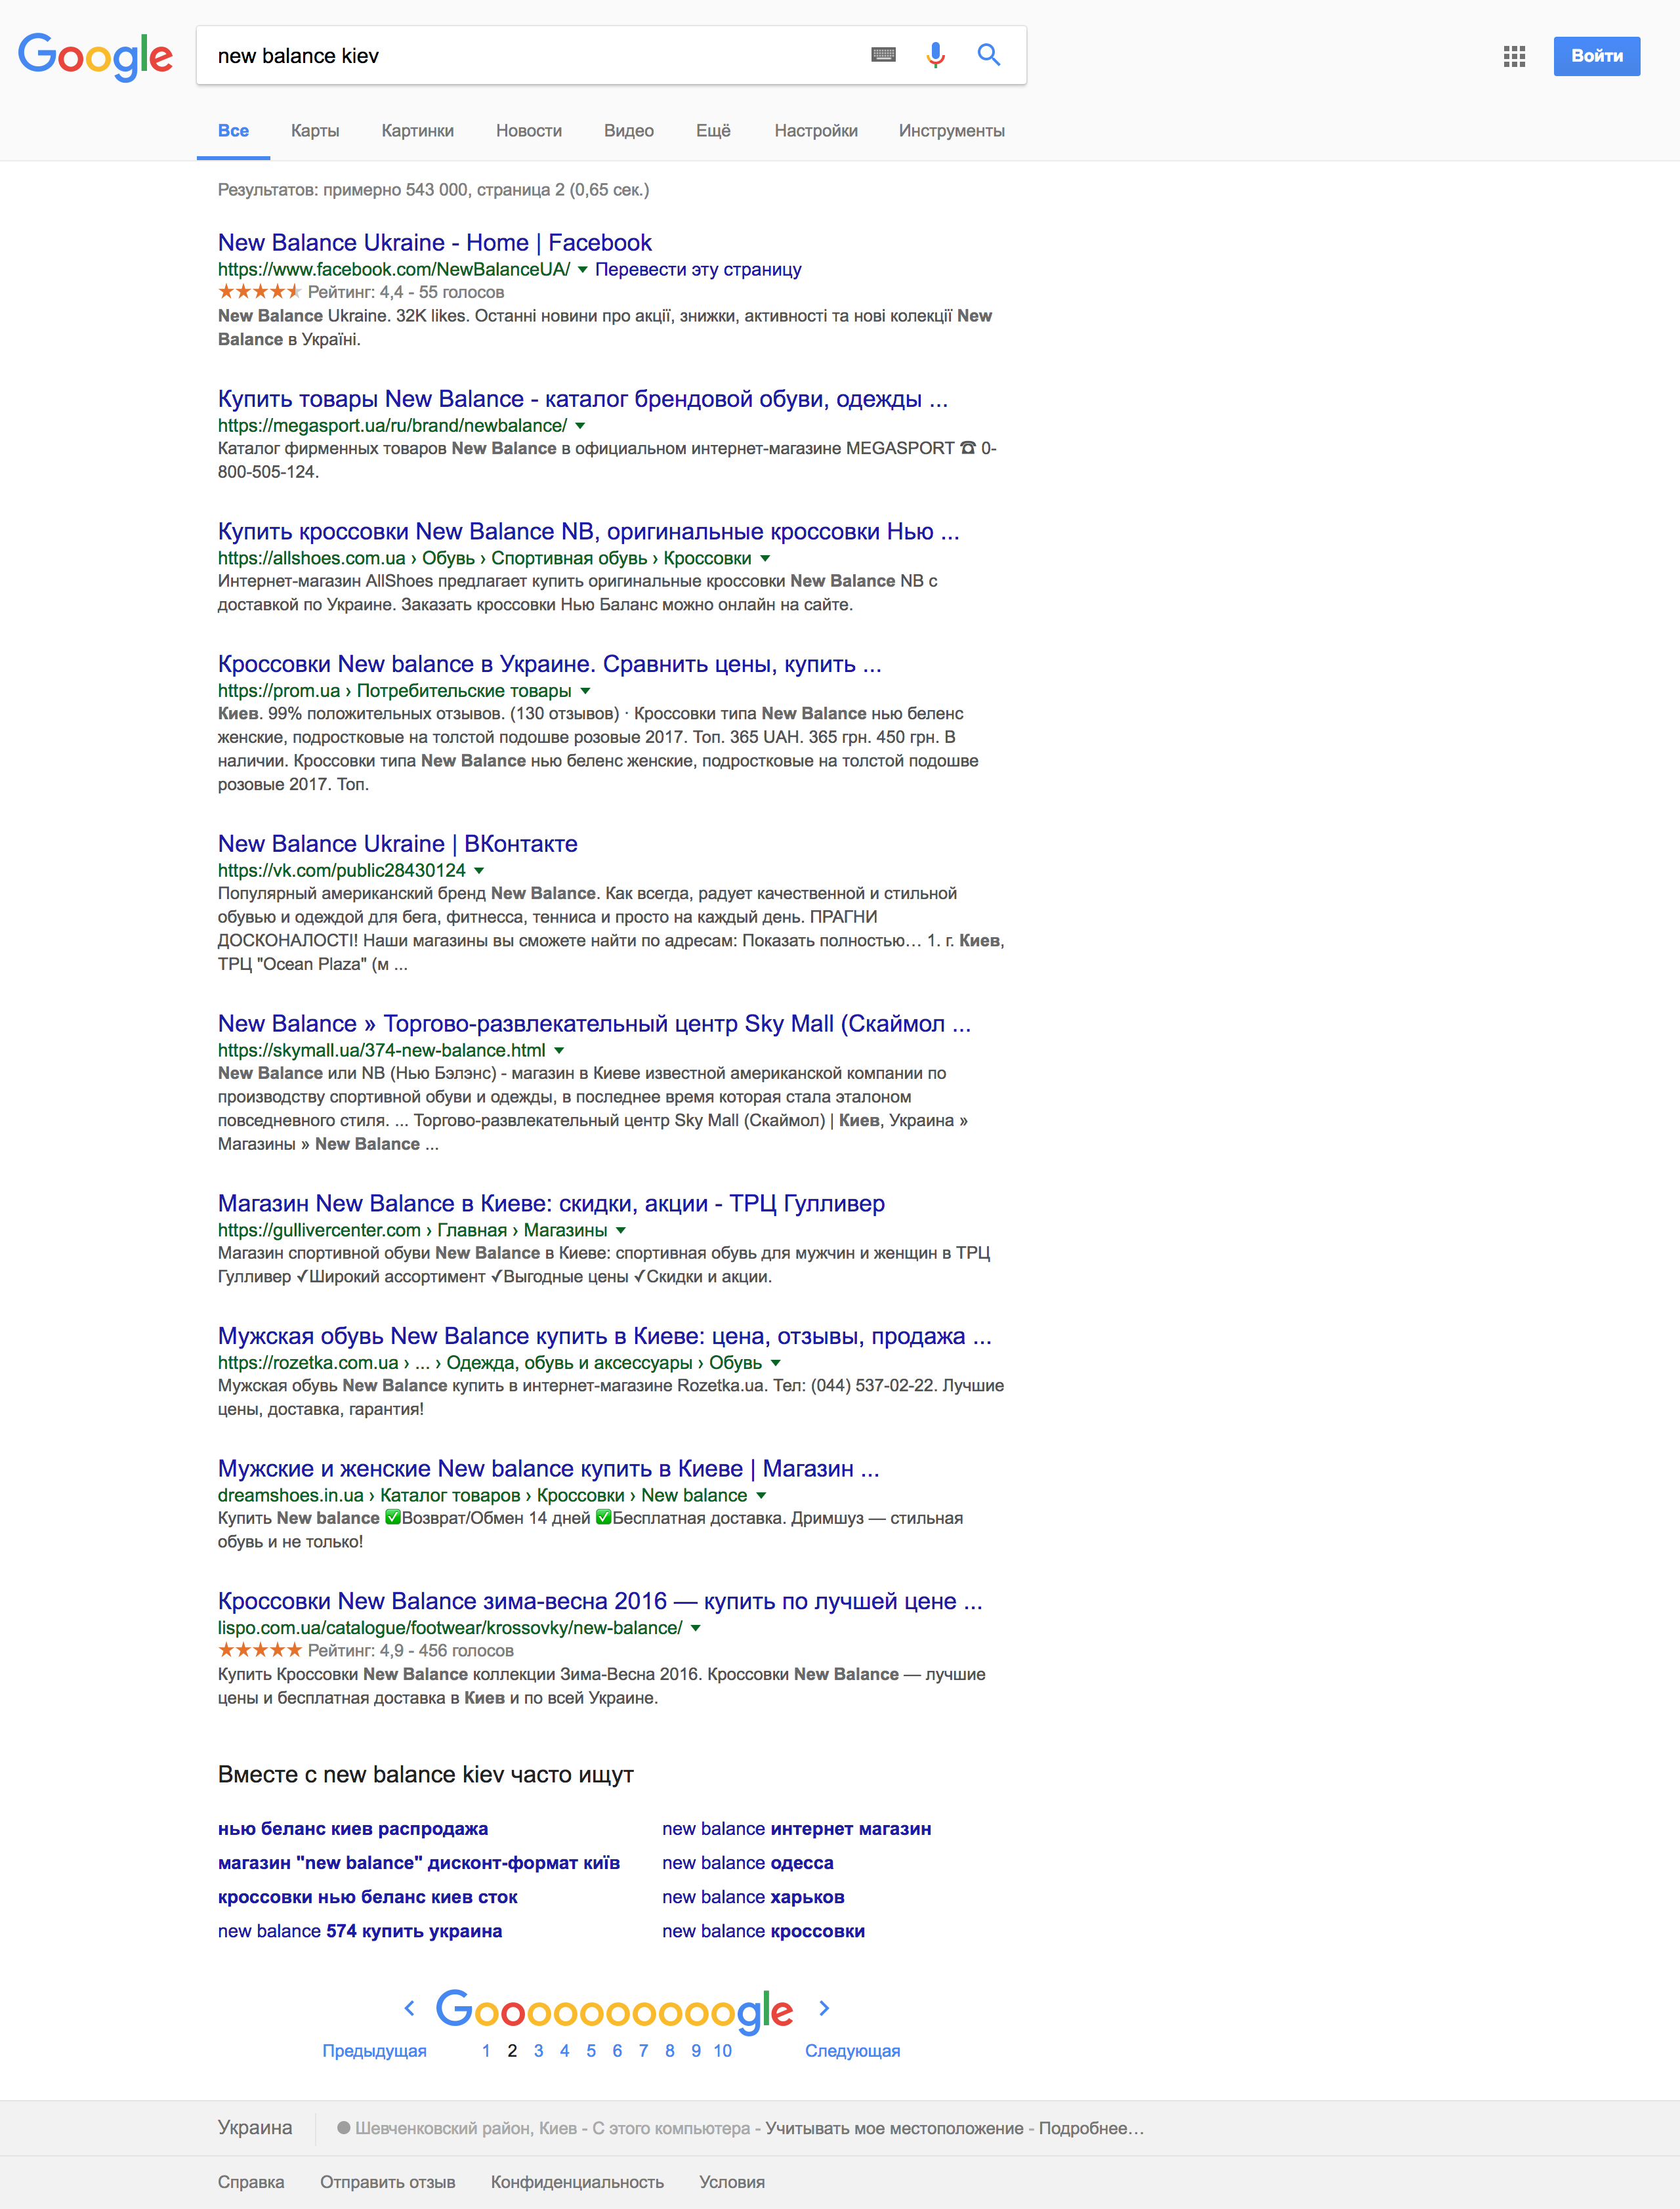 Google
new balance kiev
Войти
Все Карты Картинки Новости Видео Ещё Настройки Инструменты
Результатов: примерно 543 000, страница 2 (0,65 сек.)
New Balance Ukraine - Home | Facebook
https://www.facebook.com/NewBalanceUA/ Перевести эту страницу
Рейтинг: 4,4 - 55 голосов
New Balance Ukraine. 32K likes. Останні новини про акції, знижки, активності та нові колекції New
Balance в Україні.
Купить товары New Balance - каталог брендовой обуви, одежды ...
https://megasport.ua/ru/brand/newbalance/
Каталог фирменных товаров New Balance в официальном интернет-магазине MEGASPORT ☎ 0-
800-505-124.
Купить кроссовки New Balance NB, оригинальные кроссовки Нью ...
https://allshoes.com.ua › Обувь › Спортивная обувь › Кроссовки
Интернет-магазин AllShoes предлагает купить оригинальные кроссовки New Balance NB с
доставкой по Украине. Заказать кроссовки Нью Баланс можно онлайн на сайте.
Кроссовки New balance в Украине. Сравнить цены, купить ...
https://prom.ua › Потребительские товары
Киев. 99% положительных отзывов. (130 отзывов) · Кроссовки типа New Balance нью беленс
женские, подростковые на толстой подошве розовые 2017. Топ. 365 UAH. 365 грн. 450 грн. В
наличии. Кроссовки типа New Balance нью беленс женские, подростковые на толстой подошве
розовые 2017. Топ.
New Balance Ukraine | ВКонтакте
https://vk.com/public28430124
Популярный американский бренд New Balance. Как всегда, радует качественной и стильной
обувью и одеждой для бега, фитнесса, тенниса и просто на каждый день. ПРАГНИ
ДОСКОНАЛОСТІ! Наши магазины вы сможете найти по адресам: Показать полностью… 1. г. Киев,
ТРЦ "Ocean Plaza" (м ...
New Balance » Торгово-развлекательный центр Sky Mall (Скаймол ...
https://skymall.ua/374-new-balance.html
New Balance или NB (Нью Бэлэнс) - магазин в Киеве известной американской компании по
производству спортивной обуви и одежды, в последнее время которая стала эталоном
повседневного стиля. ... Торгово-развлекательный центр Sky Mall (Скаймол) | Киев, Украина »
Магазины » New Balance ...
Магазин New Balance в Киеве: скидки, акции - ТРЦ Гулливер
https://gullivercenter.com › Главная › Магазины
Магазин спортивной обуви New Balance в Киеве: спортивная обувь для мужчин и женщин в ТРЦ
Гулливер ✓Широкий ассортимент ✓Выгодные цены ✓Скидки и акции.
Мужская обувь New Balance купить в Киеве: цена, отзывы, продажа ...
https://rozetka.com.ua › ... › Одежда, обувь и аксессуары › Обувь
Мужская обувь New Balance купить в интернет-магазине Rozetka.ua. Тел: (044) 537-02-22. Лучшие
цены, доставка, гарантия!
Мужские и женские New balance купить в Киеве | Магазин ...
dreamshoes.in.ua › Каталог товаров › Кроссовки › New balance
Купить New balance ✅Возврат/Обмен 14 дней ✅Бесплатная доставка. Дримшуз — стильная
обувь и не только!
Кроссовки New Balance зима-весна 2016 — купить по лучшей цене ...
lispo.com.ua/catalogue/footwear/krossovky/new-balance/
Рейтинг: 4,9 - 456 голосов
Купить Кроссовки New Balance коллекции Зима-Весна 2016. Кроссовки New Balance — лучшие
цены и бесплатная доставка в Киев и по всей Украине.
Вместе с new balance kiev часто ищут
нью беланс киев распродажа new balance интернет магазин
магазин "new balance" дисконт-формат київ new balance одесса
кроссовки нью беланс киев сток new balance харьков
new balance 574 купить украина new balance кроссовки
Goooooooooogle
Предыдущая 1 2 3 4 5 6 7 8 9 10 Следующая
Украина Шевченковский район, Киев - С этого компьютера - Учитывать мое местоположение - Подробнее…
Справка Отправить отзыв Конфиденциальность Условия